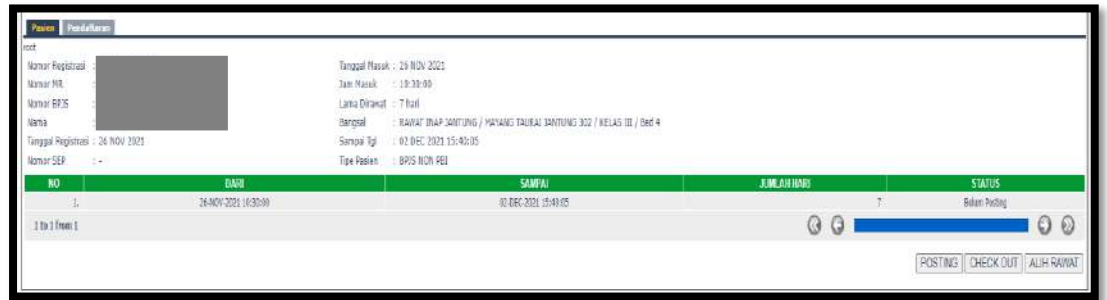 Pasien Pendaftaran
root
Nomor Registrasi : Tanggal Masuk : 26 NOV 2021
Nomor MR : Jam Masuk : 10:30:00
Nomor BPJS : Lama Dirawat : 7 hari
Nama : Bangsal : RAWAT INAP JANTUNG / MAYANG TAURAI JANTUNG 302 / KELAS III / Bed 4
Tanggal Registrasi : 26 NOV 2021 Sampai Tgl : 02 DEC 2021 15:40:05
Nomor SEP : - Tipe Pasien : BPJS NON PBI
NO DARI SAMPAI JUMLAH HARI STATUS
1. 26-NOV-2021 10:30:00 02-DEC-2021 15:40:05 7 Belum Posting
1 to 1 from 1
POSTING CHECK OUT ALIH RAWAT